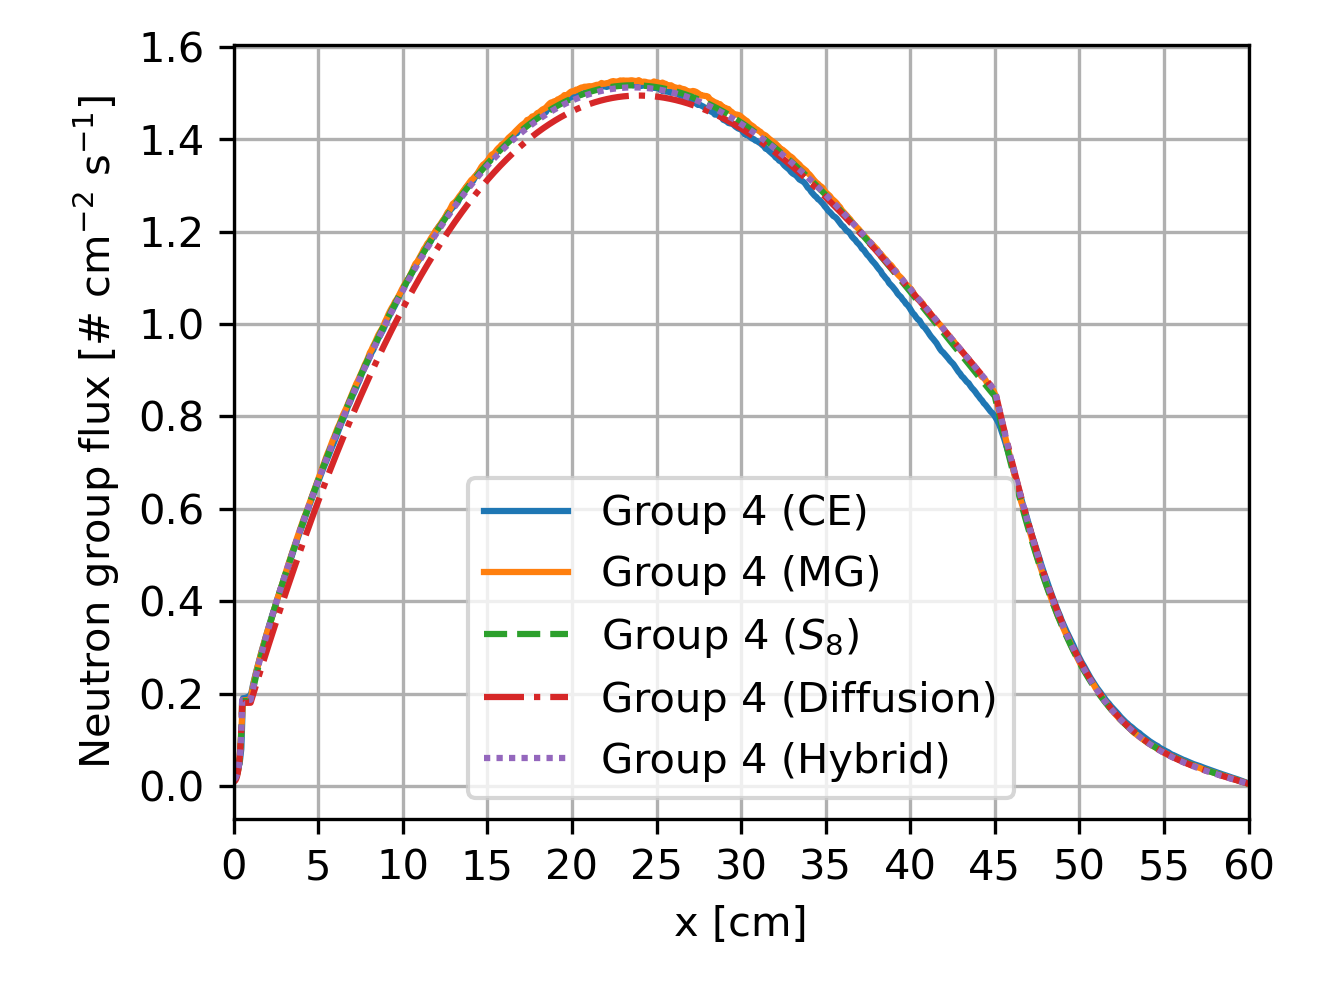 Neutron group flux [# cm⁻² s⁻¹]
1.6
1.4
1.2
1.0
0.8
0.6
0.4
0.2
0.0
Group 4 (CE)
Group 4 (MG)
Group 4 (S₈)
Group 4 (Diffusion)
Group 4 (Hybrid)
0 5 10 15 20 25 30 35 40 45 50 55 60
x [cm]